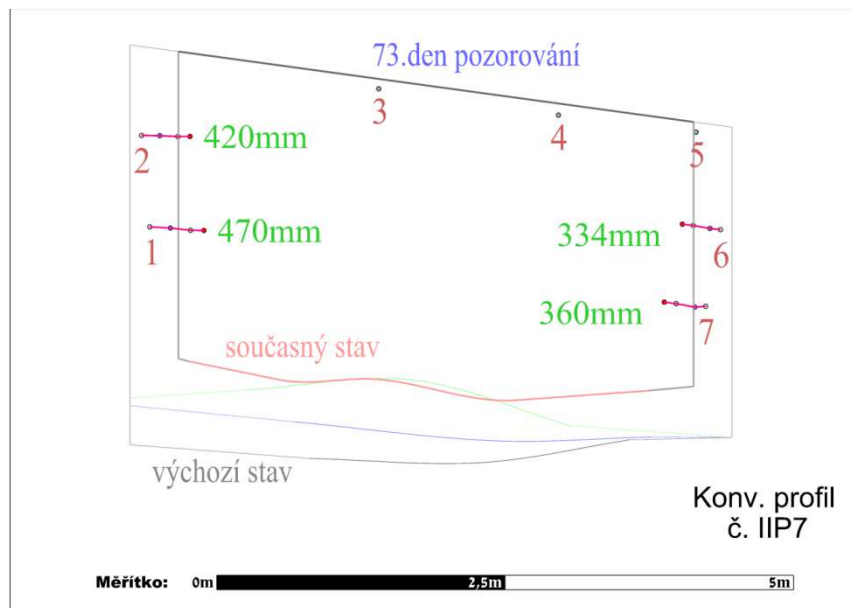 73.den pozorování
3
4
5
2
420mm
1
470mm
334mm
6
360mm
7
současný stav
výchozí stav
Konv. profil
č. IIP7
Měřítko: 0m 2,5m 5m